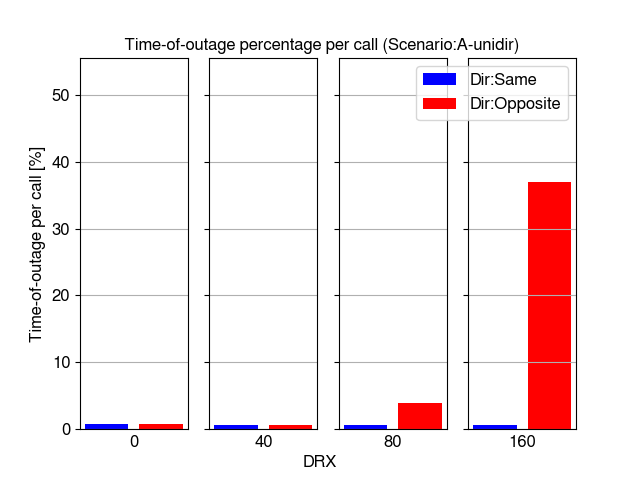 Time-of-outage percentage per call (Scenario:A-unidir)
Dir:Same
Dir:Opposite
Time-of-outage per call [%]
50
40
30
20
10
0
0
40
80
160
DRX